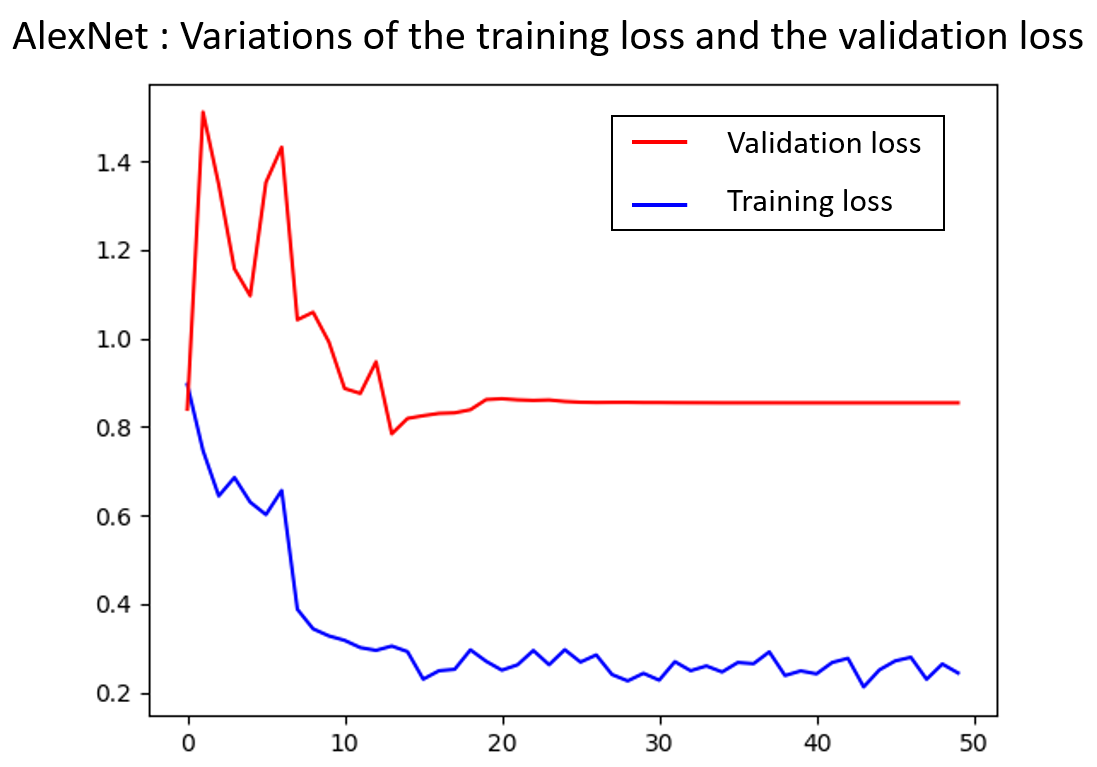 AlexNet : Variations of the training loss and the validation loss
Validation loss
Training loss
1.4
1.2
1.0
0.8
0.6
0.4
0.2
0 10 20 30 40 50